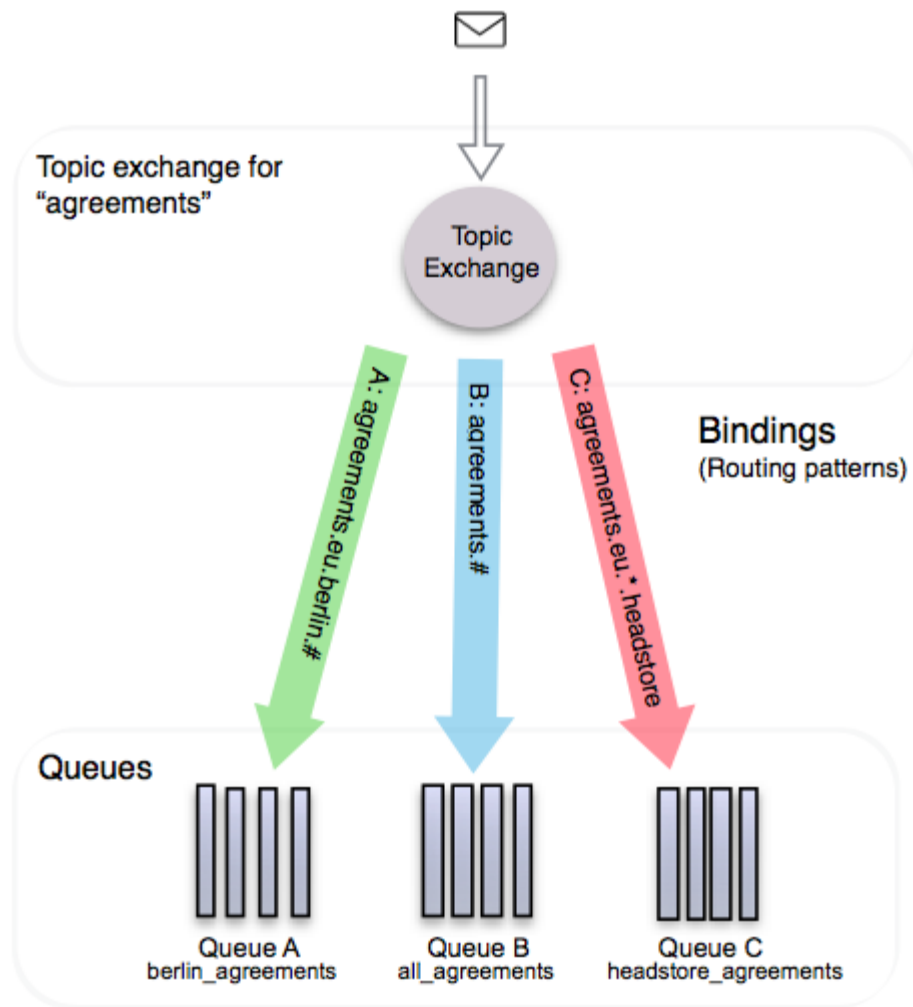 Topic exchange for
“agreements”
Topic
Exchange
A: agreements.eu.berlin.#
B: agreements.#
C: agreements.eu.*.headstore
Bindings
(Routing patterns)
Queues
Queue A
berlin_agreements
Queue B
all_agreements
Queue C
headstore_agreements